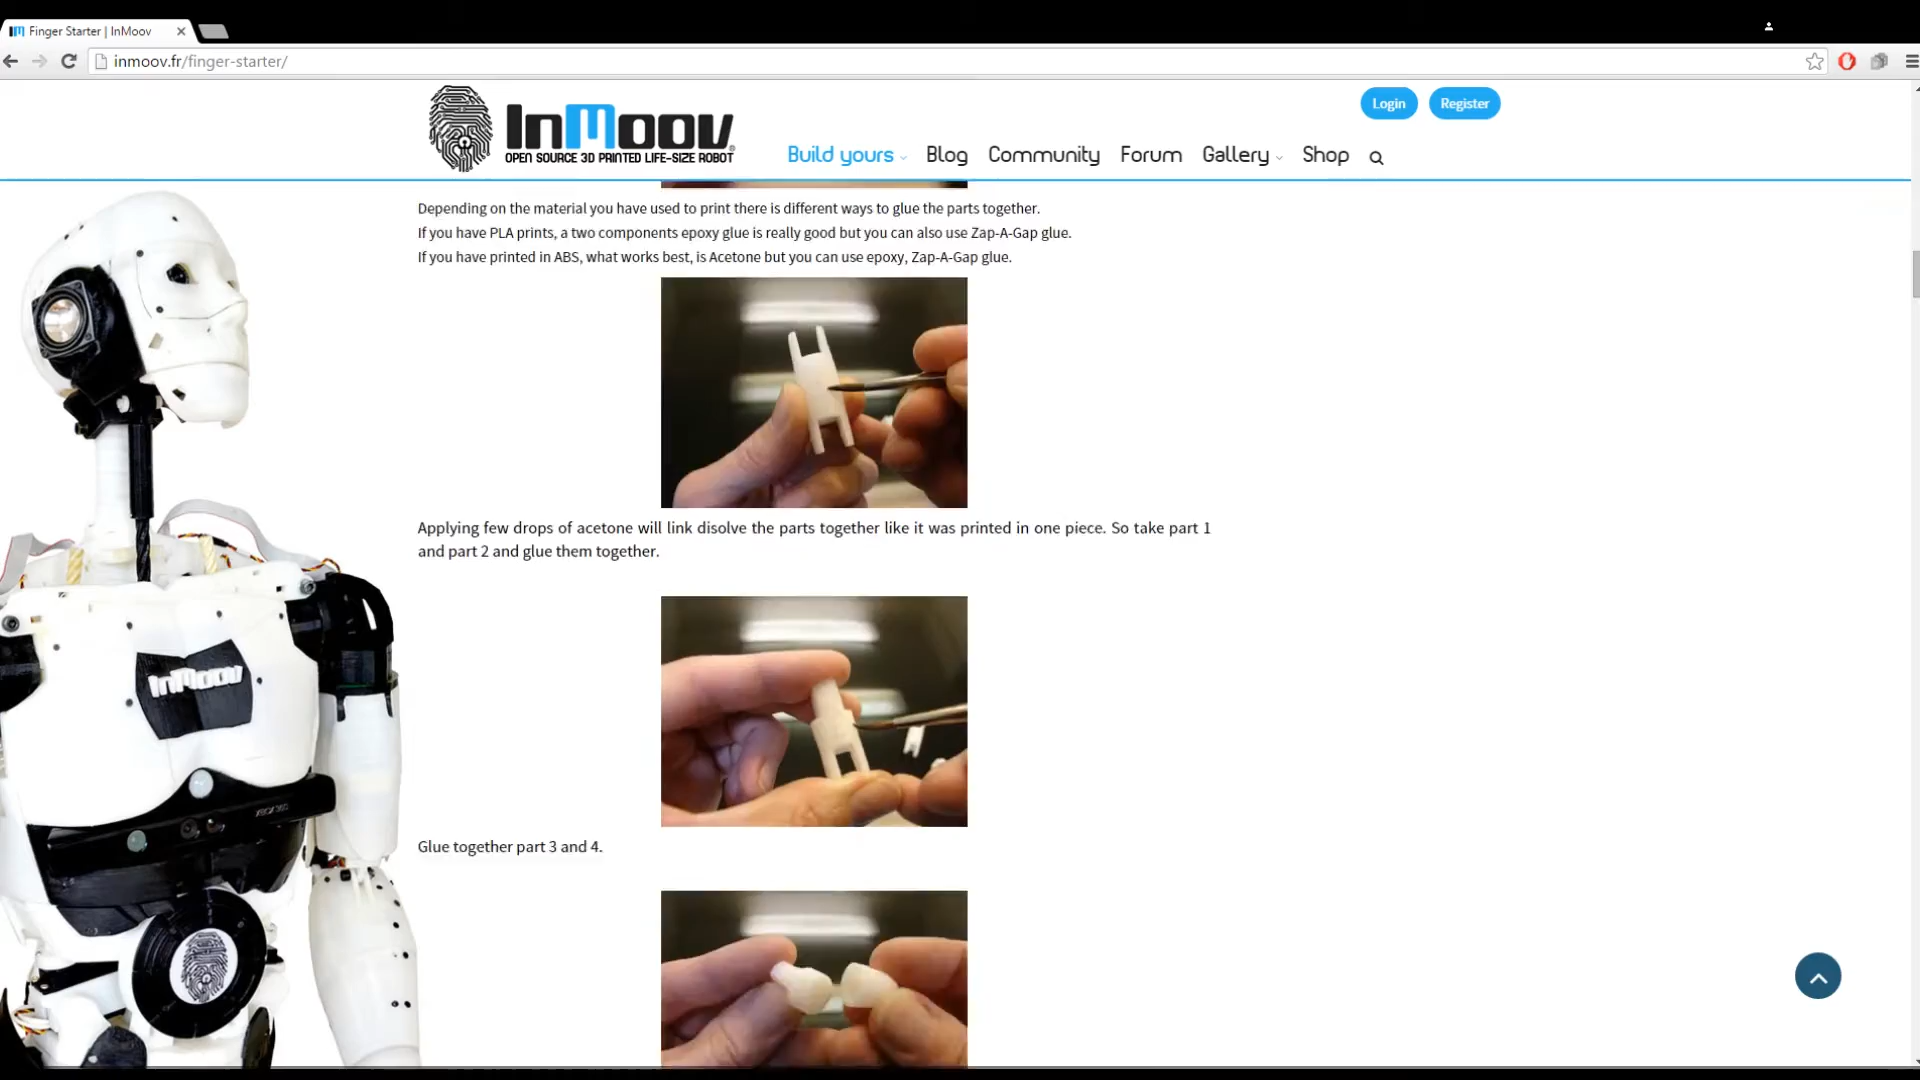 Finger Starter | InMoov
inmoov.fr/finger-starter/
Login
Register
InMoov
OPEN SOURCE 3D PRINTED LIFE-SIZE ROBOT
Build yours
Blog
Community
Forum
Gallery
Shop
Depending on the material you have used to print there is different ways to glue the parts together.
If you have PLA prints, a two components epoxy glue is really good but you can also use Zap-A-Gap glue.
If you have printed in ABS, what works best, is Acetone but you can use epoxy, Zap-A-Gap glue.
Applying few drops of acetone will link disolve the parts together like it was printed in one piece. So take part 1
and part 2 and glue them together.
InMoov
XBOX 360
Glue together part 3 and 4.